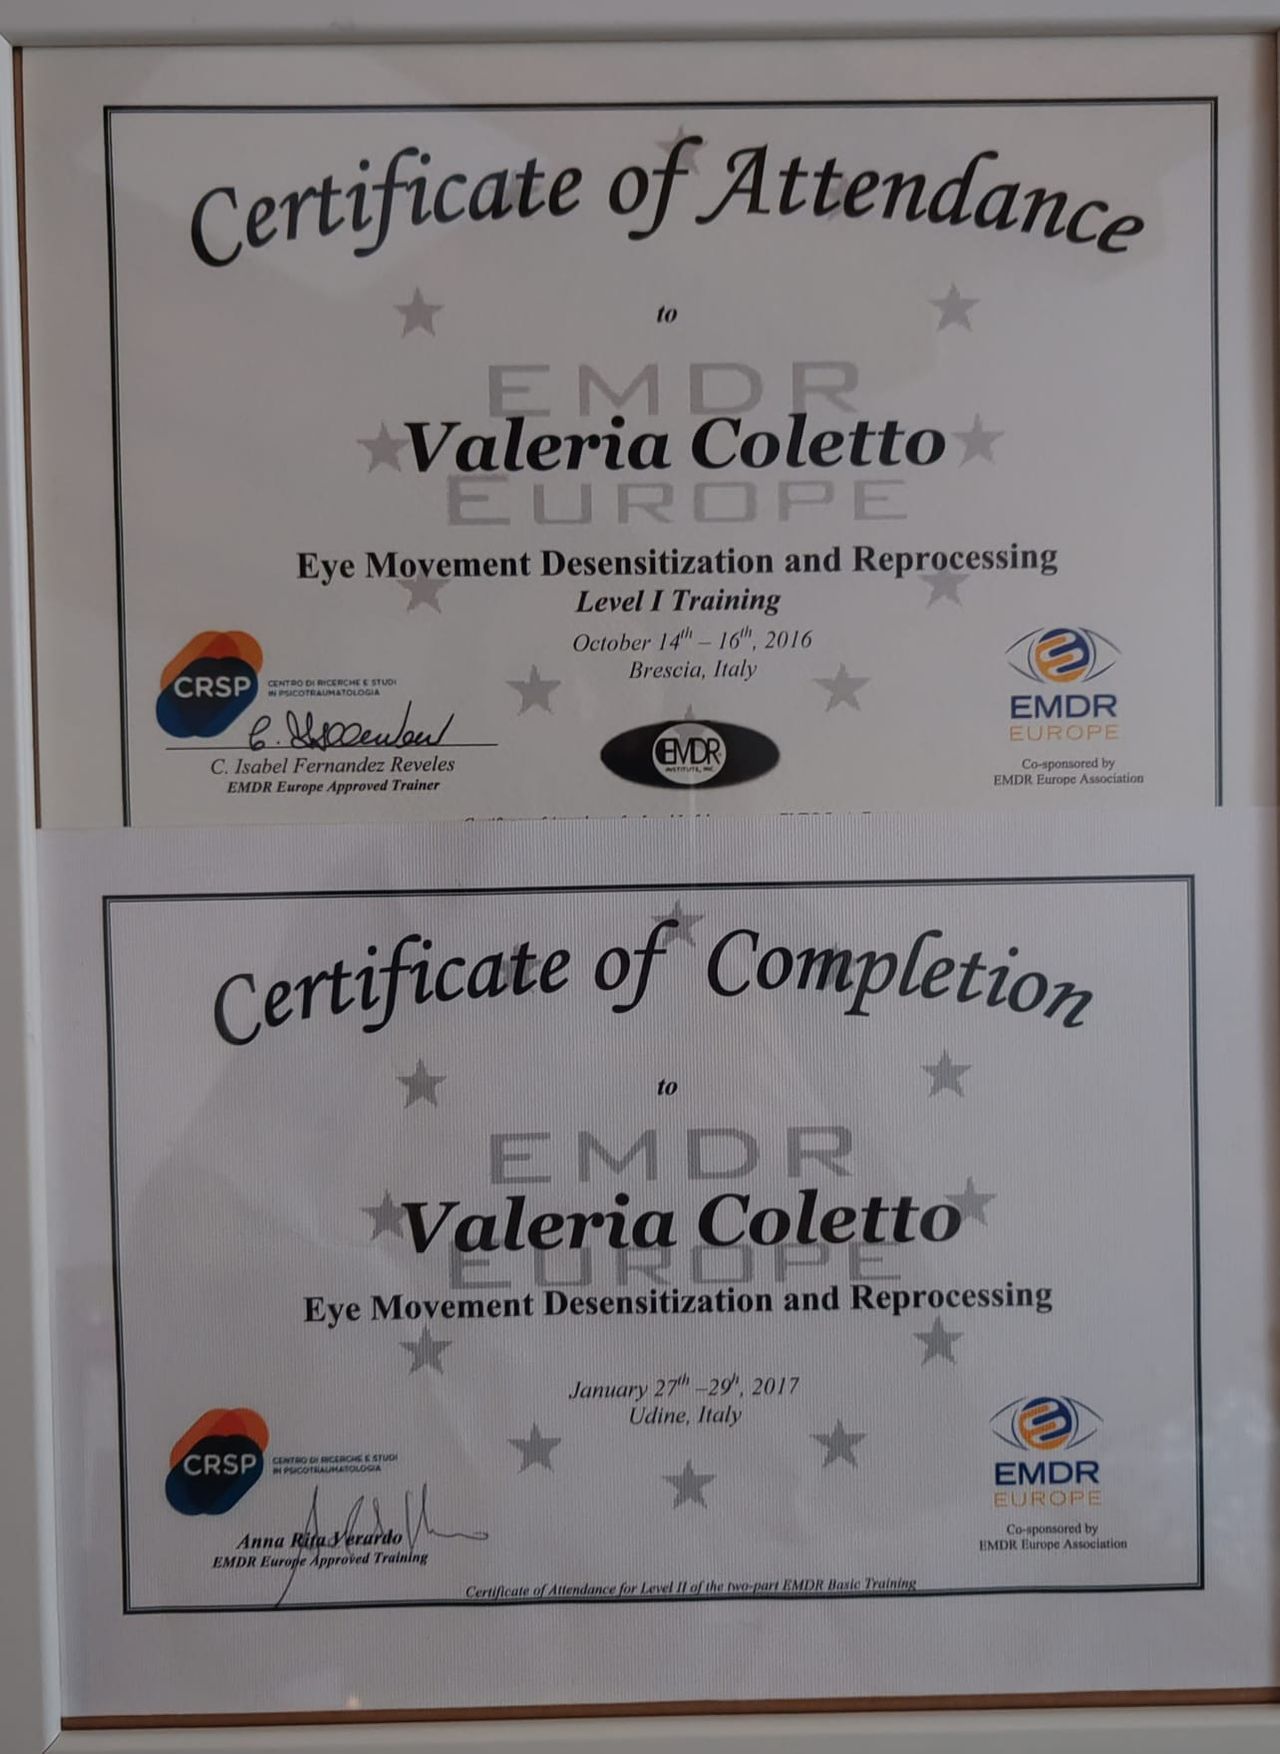 Certificate of Attendance
to
EMDR
Valeria Coletto
EUROPE
Eye Movement Desensitization and Reprocessing
Level I Training
October 14th – 16th, 2016
Brescia, Italy
CRSP CENTRO DI RICERCHE E STUDI
IN PSICOTRAUMATOLOGIA
C. Isabel Fernandez Reveles
EMDR Europe Approved Trainer
EMDR
INSTITUTE, INC.
EMDR
EUROPE
Co-sponsored by
EMDR Europe Association
Certificate of Completion
to
EMDR
Valeria Coletto
EUROPE
Eye Movement Desensitization and Reprocessing
January 27th –29h, 2017
Udine, Italy
CRSP CENTRO DI RICERCHE E STUDI
IN PSICOTRAUMATOLOGIA
Anna Rita Verardo
EMDR Europe Approved Training
EMDR
EUROPE
Co-sponsored by
EMDR Europe Association
Certificate of Attendance for Level II of the two-part EMDR Basic Training